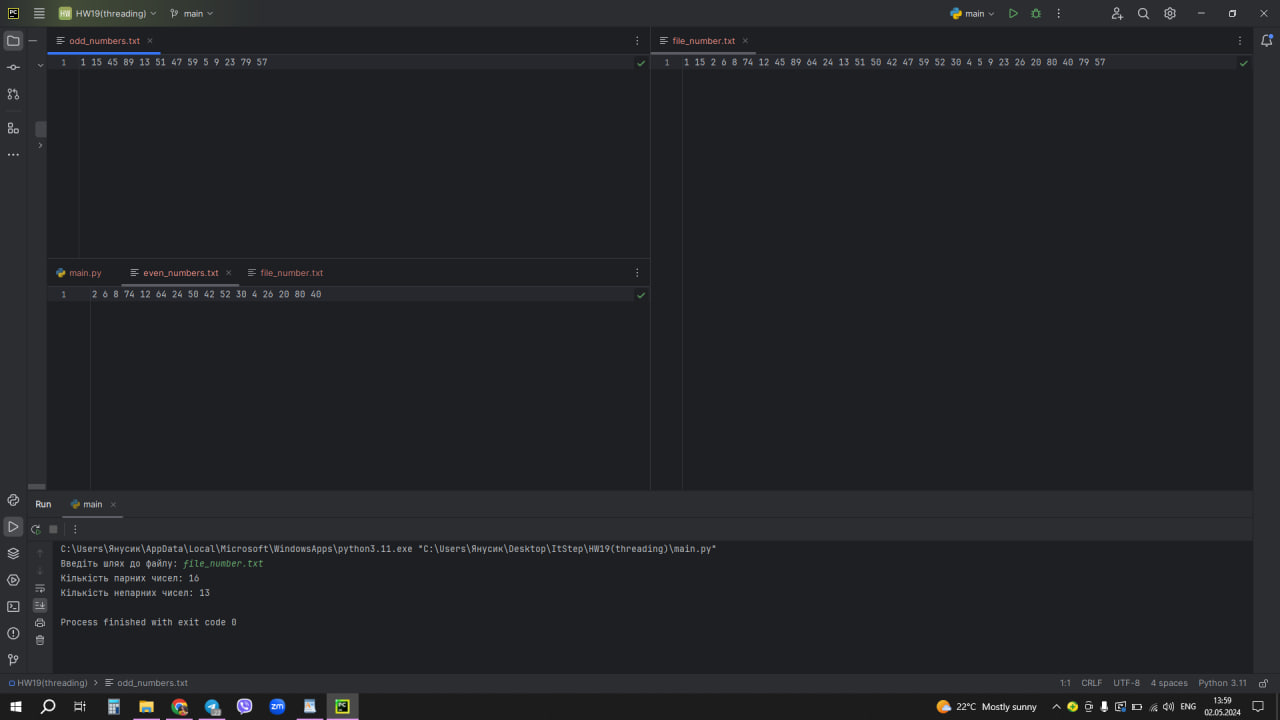 PC HW HW19(threading) main main
odd_numbers.txt
1 1 15 45 89 13 51 47 59 5 9 23 79 57
file_number.txt
1 1 15 2 6 8 74 12 45 89 64 24 13 51 50 42 47 59 52 30 4 5 9 23 26 20 80 40 79 57
main.py even_numbers.txt file_number.txt
1 2 6 8 74 12 64 24 50 42 52 30 4 26 20 80 40
Run main
C:\Users\Янусик\AppData\Local\Microsoft\WindowsApps\python3.11.exe "C:\Users\Янусик\Desktop\ItStep\HW19(threading)\main.py"
Введіть шлях до файлу: file_number.txt
Кількість парних чисел: 16
Кількість непарних чисел: 13
Process finished with exit code 0
HW19(threading) odd_numbers.txt 1:1 CRLF UTF-8 4 spaces Python 3.11
zm PC 22°C Mostly sunny ENG 13:59
02.05.2024